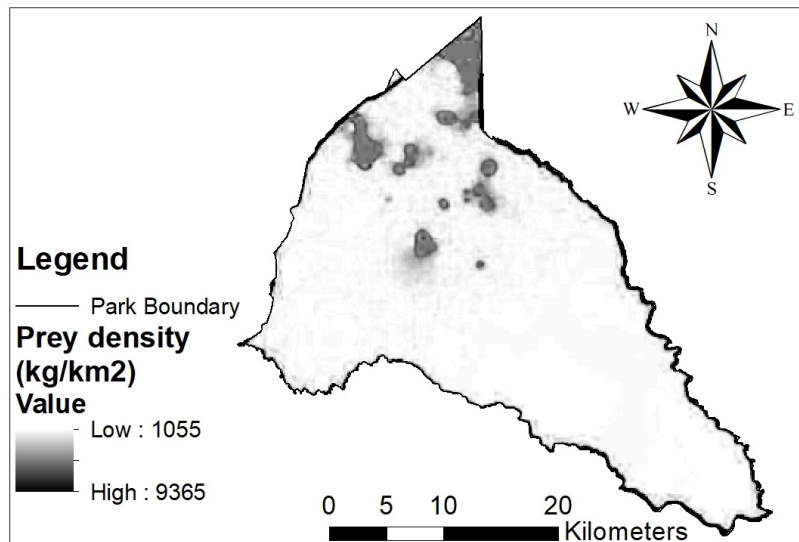 N
W E
S
Legend
Park Boundary
Prey density
(kg/km2)
Value
Low : 1055
High : 9365
0 5 10 20
Kilometers